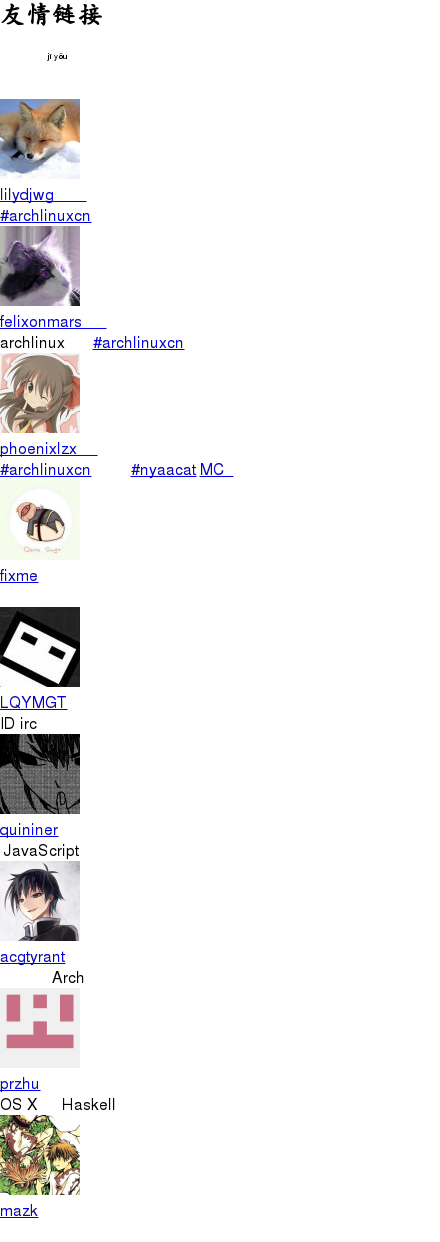 友情链接
jī yǒu
lilydjwg
#archlinuxcn
felixonmars
archlinux #archlinuxcn
phoenixlzx
#archlinuxcn #nyaacat MC
fixme
LQYMGT
ID irc
quininer
JavaScript
acgtyrant
Arch
przhu
OS X Haskell
mazk